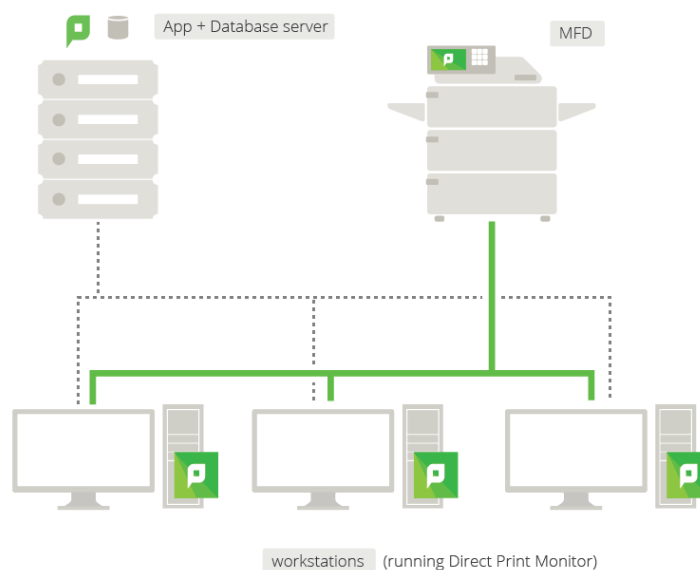 App + Database server
MFD
workstations (running Direct Print Monitor)